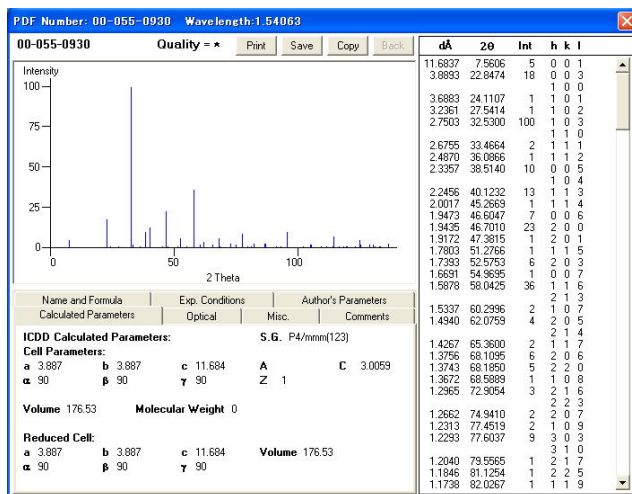 PDF Number: 00-055-0930 Wavelength:1.54063
00-055-0930 Quality = * Print Save Copy Back
Intensity
100
75
50
25
0
0 50 100
2 Theta
Name and Formula Exp. Conditions Author's Parameters
Calculated Parameters Optical Misc. Comments
ICDD Calculated Parameters: S.G. P4/mmm(123)
Cell Parameters:
a 3.887 b 3.887 c 11.684 A C 3.0059
α 90 β 90 γ 90 Z 1
Volume 176.53 Molecular Weight 0
Reduced Cell:
a 3.887 b 3.887 c 11.684 Volume 176.53
α 90 β 90 γ 90
dÅ 2θ Int h k l
11.6837 7.5606 5 0 0 1
3.8893 22.8474 18 0 0 3
1 0 0
3.6883 24.1107 1 1 0 1
3.2361 27.5414 1 1 0 2
2.7503 32.5300 100 1 0 3
1 1 0
2.6755 33.4664 2 1 1 1
2.4870 36.0866 1 1 1 2
2.3357 38.5140 10 0 0 5
1 0 4
2.2456 40.1232 13 1 1 3
2.0017 45.2669 1 1 1 4
1.9473 46.6047 7 0 0 6
1.9435 46.7010 23 2 0 0
1.9172 47.3815 1 2 0 1
1.7803 51.2766 1 1 1 5
1.7393 52.5753 6 2 0 3
1.6691 54.9695 1 0 0 7
1.5878 58.0425 36 1 1 6
2 1 3
1.5337 60.2996 2 1 0 7
1.4940 62.0759 4 2 0 5
2 1 4
1.4267 65.3600 2 1 1 7
1.3756 68.1095 6 2 0 6
1.3743 68.1850 5 2 2 0
1.3672 68.5889 1 1 0 8
1.2965 72.9054 3 2 1 6
2 2 3
1.2662 74.9410 2 2 0 7
1.2313 77.4519 2 1 0 9
1.2293 77.6037 9 3 0 3
3 1 0
1.2040 79.5565 1 2 1 7
1.1846 81.1254 1 2 2 5
1.1738 82.0267 1 1 1 9